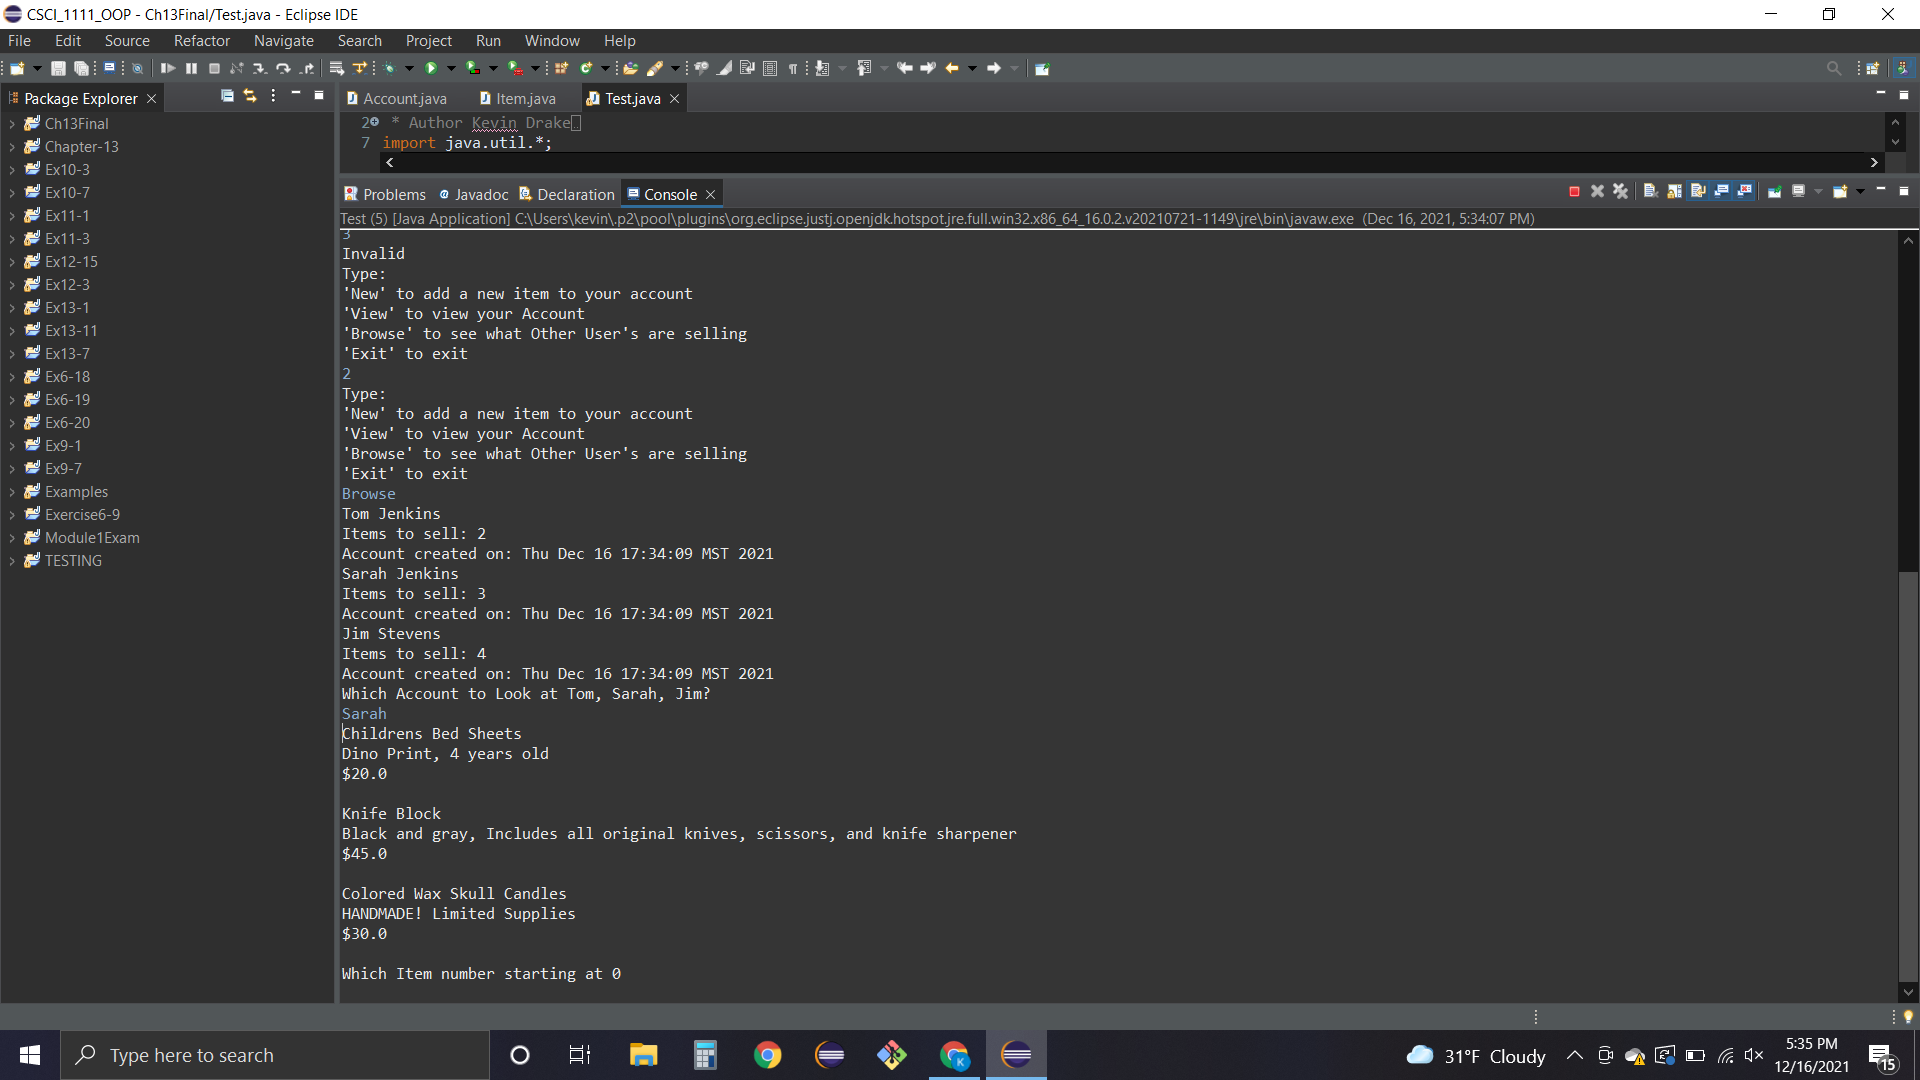 CSCI_1111_OOP - Ch13Final/Test.java - Eclipse IDE
File Edit Source Refactor Navigate Search Project Run Window Help
Package Explorer
Ch13Final
Chapter-13
Ex10-3
Ex10-7
Ex11-1
Ex11-3
Ex12-15
Ex12-3
Ex13-1
Ex13-11
Ex13-7
Ex6-18
Ex6-19
Ex6-20
Ex9-1
Ex9-7
Examples
Exercise6-9
Module1Exam
TESTING
Account.java Item.java Test.java
2 * Author Kevin Drake
7 import java.util.*;
Problems Javadoc Declaration Console
Test (5) [Java Application] C:\Users\kevin\.p2\pool\plugins\org.eclipse.justj.openjdk.hotspot.jre.full.win32.x86_64_16.0.2.v20210721-1149\jre\bin\javaw.exe (Dec 16, 2021, 5:34:07 PM)
3
Invalid
Type:
'New' to add a new item to your account
'View' to view your Account
'Browse' to see what Other User's are selling
'Exit' to exit
2
Type:
'New' to add a new item to your account
'View' to view your Account
'Browse' to see what Other User's are selling
'Exit' to exit
Browse
Tom Jenkins
Items to sell: 2
Account created on: Thu Dec 16 17:34:09 MST 2021
Sarah Jenkins
Items to sell: 3
Account created on: Thu Dec 16 17:34:09 MST 2021
Jim Stevens
Items to sell: 4
Account created on: Thu Dec 16 17:34:09 MST 2021
Which Account to Look at Tom, Sarah, Jim?
Sarah
Childrens Bed Sheets
Dino Print, 4 years old
$20.0
Knife Block
Black and gray, Includes all original knives, scissors, and knife sharpener
$45.0
Colored Wax Skull Candles
HANDMADE! Limited Supplies
$30.0
Which Item number starting at 0
Type here to search
K
31°F Cloudy
5:35 PM
12/16/2021
15